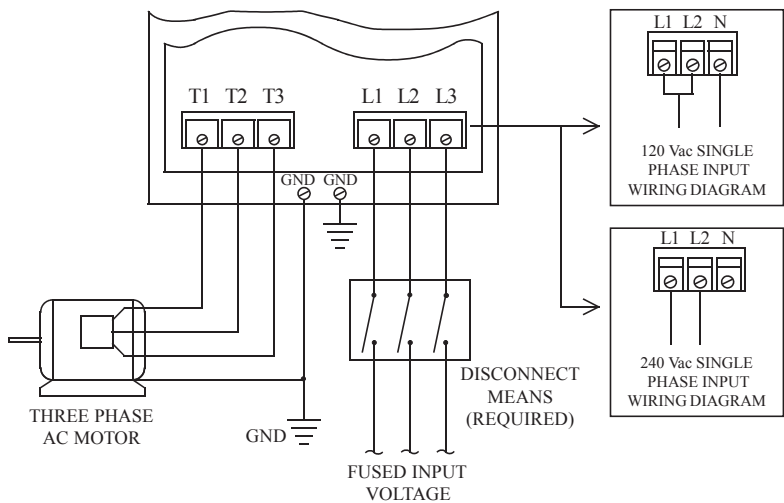 T1 T2 T3
L1 L2 L3
GND GND
THREE PHASE
AC MOTOR
GND
DISCONNECT
MEANS
(REQUIRED)
FUSED INPUT
VOLTAGE
L1 L2 N
120 Vac SINGLE
PHASE INPUT
WIRING DIAGRAM
L1 L2 N
240 Vac SINGLE
PHASE INPUT
WIRING DIAGRAM